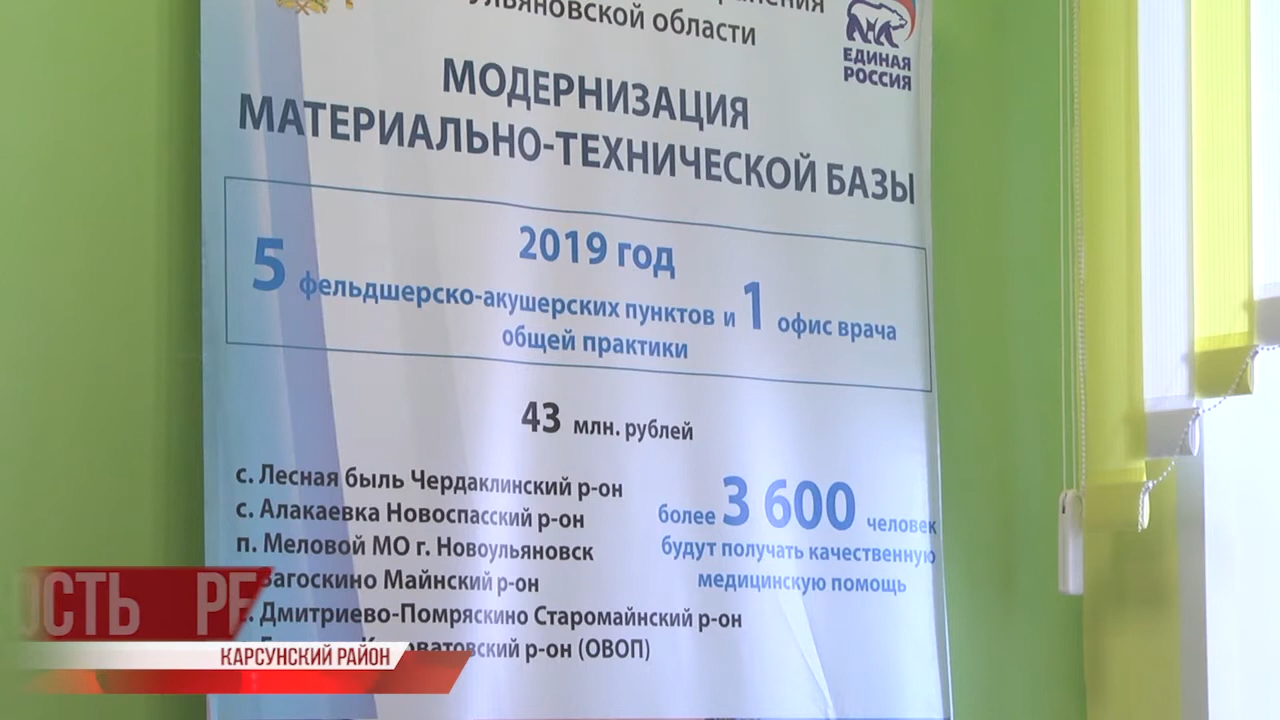 Ульяновской области
ЕДИНАЯ
РОССИЯ
МОДЕРНИЗАЦИЯ
МАТЕРИАЛЬНО-ТЕХНИЧЕСКОЙ БАЗЫ
2019 год
5 фельдшерско-акушерских пунктов и 1 офис врача
общей практики
43 млн. рублей
с. Лесная быль Чердаклинский р-он
с. Алакаевка Новоспасский р-он
п. Меловой МО г. Новоульяновск
Загоскино Майнский р-он
Дмитриево-Помряскино Старомайнский р-он
р-он (ОВОП)
более 3 600 человек
будут получать качественную
медицинскую помощь
ОСТЬ РЕ
КАРСУНСКИЙ РАЙОН